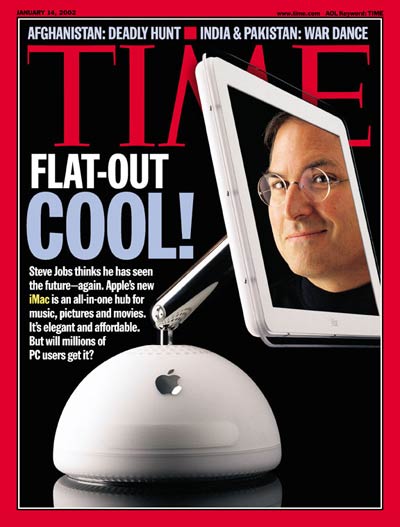 JANUARY 14, 2002
www.time.com AOL Keyword: TIME
AFGHANISTAN: DEADLY HUNT ■ INDIA & PAKISTAN: WAR DANCE
TIME
FLAT-OUT
COOL!
Steve Jobs thinks he has seen
the future—again. Apple's new
iMac is an all-in-one hub for
music, pictures and movies.
It's elegant and affordable.
But will millions of
PC users get it?